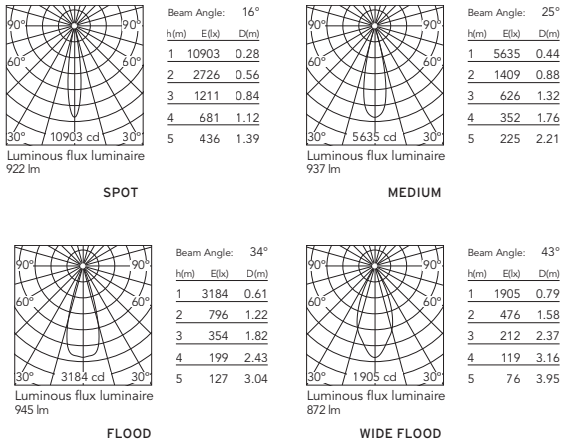 Beam Angle: 16°
h(m) E(lx) D(m)
1 10903 0.28
2 2726 0.56
3 1211 0.84
4 681 1.12
5 436 1.39
90° 90°
60° 60°
30° 10903 cd 30°
Luminous flux luminaire
922 lm
SPOT
Beam Angle: 25°
h(m) E(lx) D(m)
1 5635 0.44
2 1409 0.88
3 626 1.32
4 352 1.76
5 225 2.21
90° 90°
60° 60°
30° 5635 cd 30°
Luminous flux luminaire
937 lm
MEDIUM
Beam Angle: 34°
h(m) E(lx) D(m)
1 3184 0.61
2 796 1.22
3 354 1.82
4 199 2.43
5 127 3.04
90° 90°
60° 60°
30° 3184 cd 30°
Luminous flux luminaire
945 lm
FLOOD
Beam Angle: 43°
h(m) E(lx) D(m)
1 1905 0.79
2 476 1.58
3 212 2.37
4 119 3.16
5 76 3.95
90° 90°
60° 60°
30° 1905 cd 30°
Luminous flux luminaire
872 lm
WIDE FLOOD